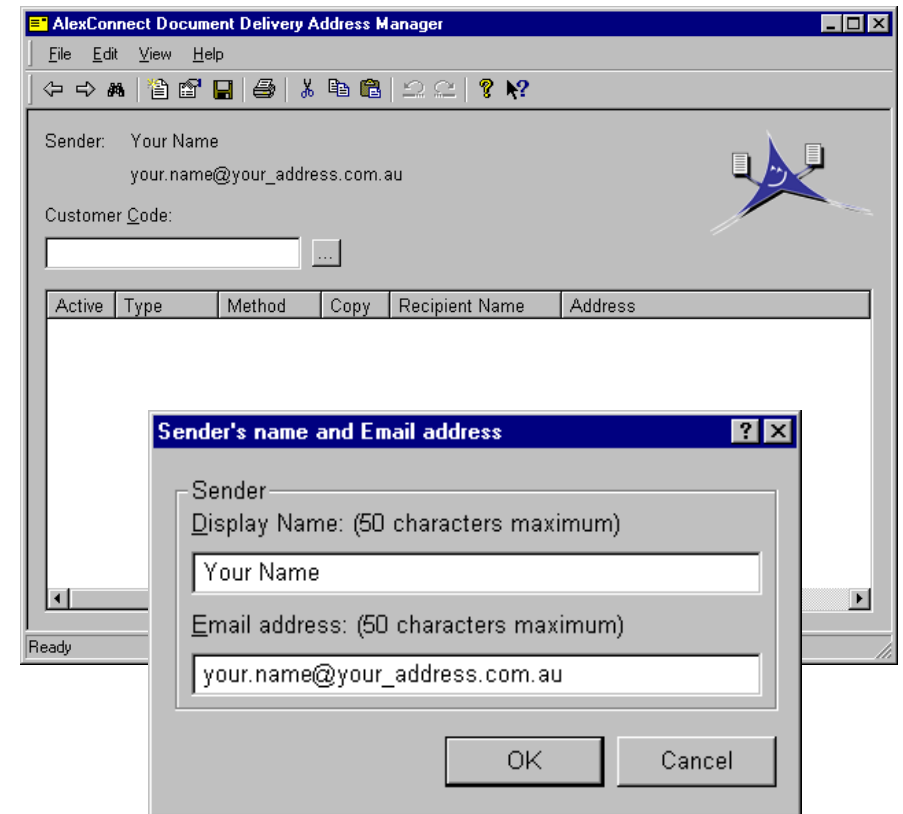 AlexConnect Document Delivery Address Manager
File Edit View Help
Sender: Your Name
your.name@your_address.com.au
Customer Code:
...
Active Type Method Copy Recipient Name Address
Sender's name and Email address
Sender
Display Name: (50 characters maximum)
Your Name
Email address: (50 characters maximum)
your.name@your_address.com.au
Ready
OK Cancel